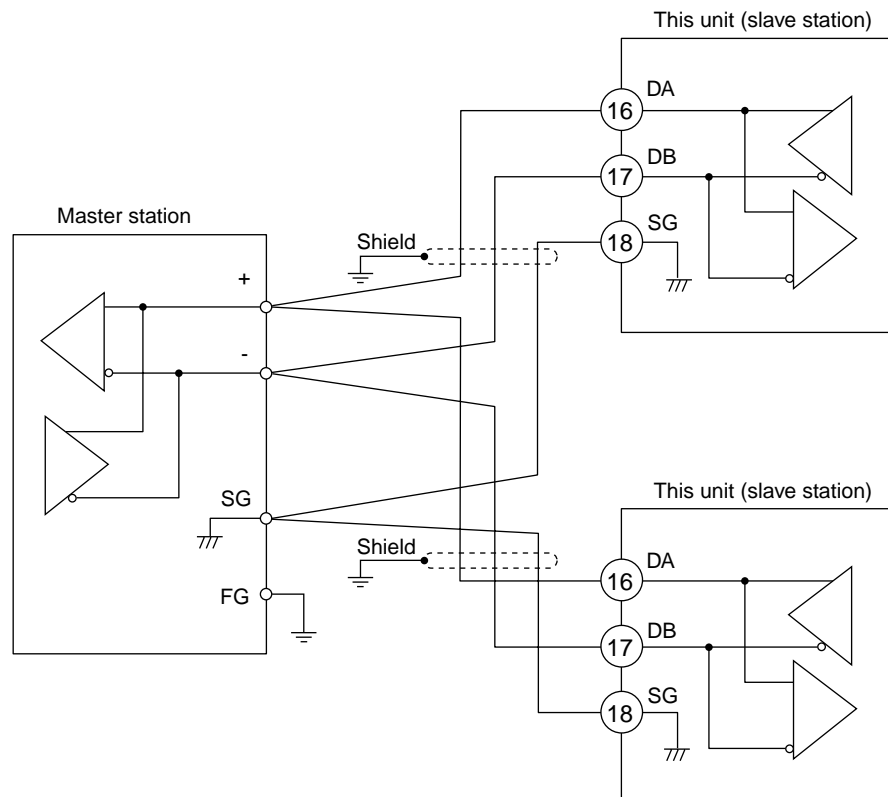 This unit (slave station)
16 DA
17 DB
18 SG
Master station
+
-
SG
FG
Shield
Shield
This unit (slave station)
16 DA
17 DB
18 SG